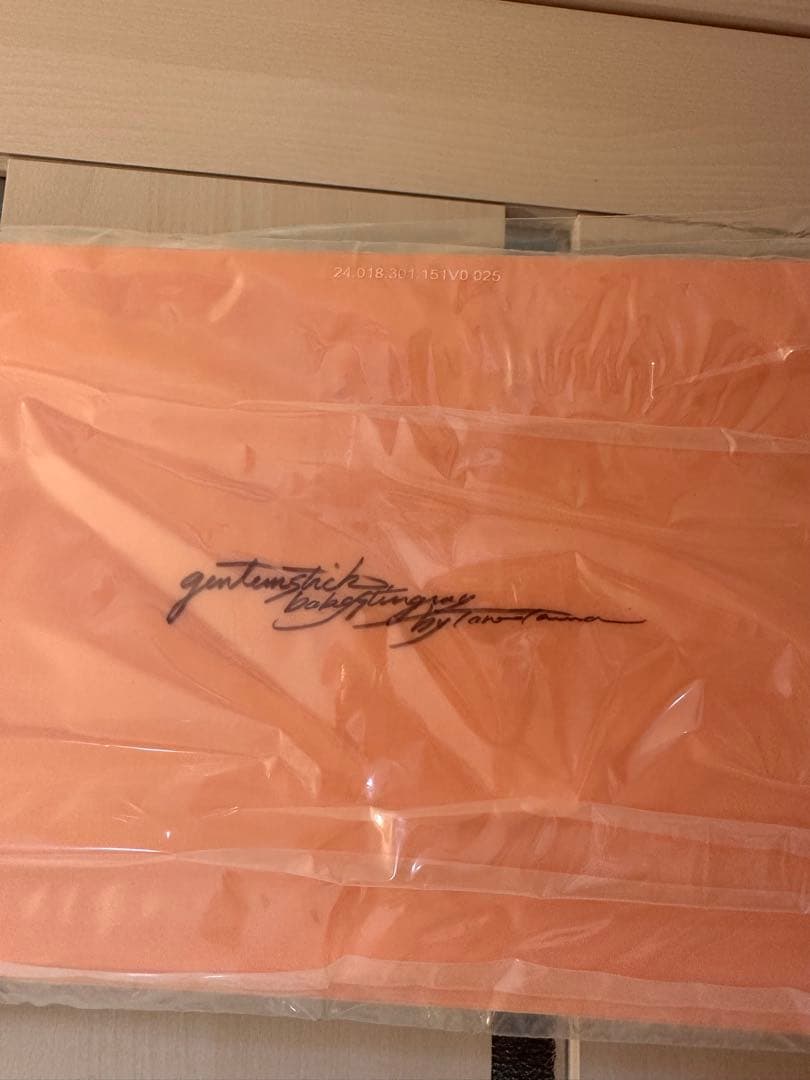 24.018.301.151V0 025
gentemstick
babystingray
by Taro Tamai